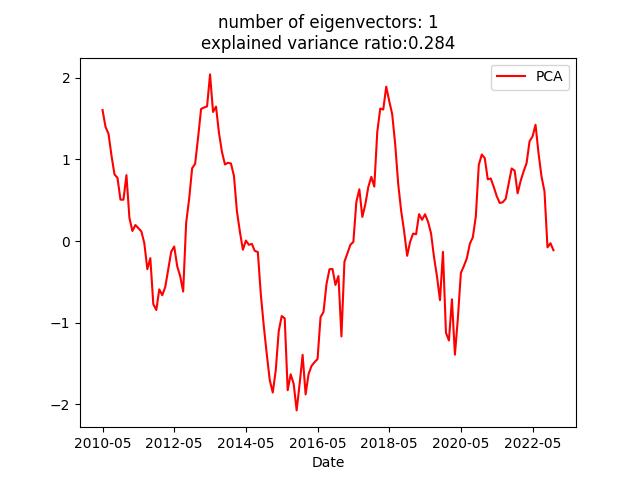 number of eigenvectors: 1
explained variance ratio:0.284
PCA
2
1
0
−1
−2
2010-05 2012-05 2014-05 2016-05 2018-05 2020-05 2022-05
Date